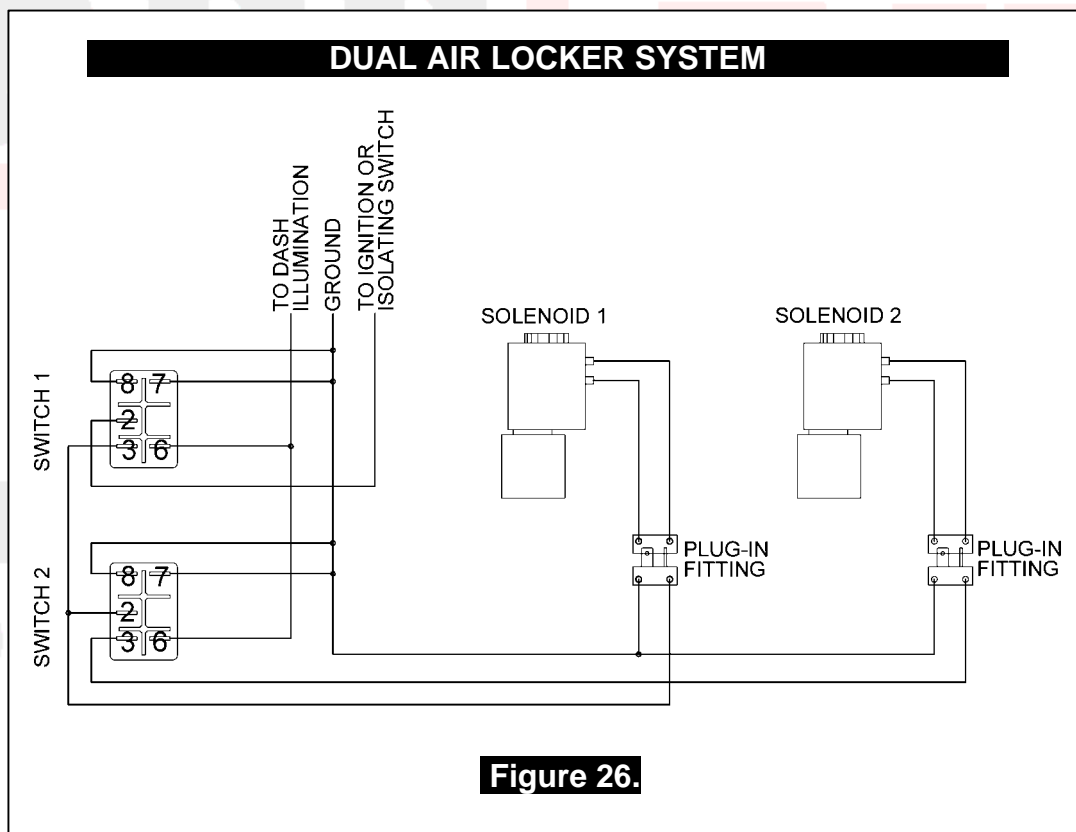 DUAL AIR LOCKER SYSTEM
TO DASH
ILLUMINATION
GROUND
TO IGNITION OR
ISOLATING SWITCH
SOLENOID 1
SOLENOID 2
SWITCH 1
8 7
2
3 6
PLUG-IN
FITTING
PLUG-IN
FITTING
SWITCH 2
8 7
2
3 6
Figure 26.